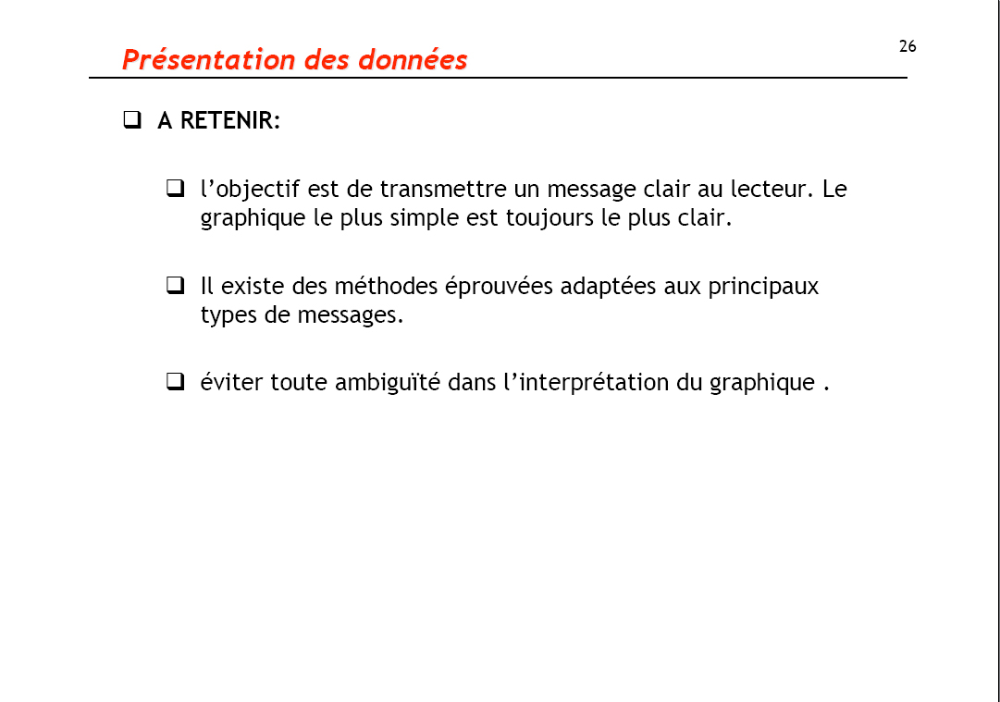 26
Présentation des données
❑ A RETENIR:
❑ l’objectif est de transmettre un message clair au lecteur. Le
graphique le plus simple est toujours le plus clair.
❑ Il existe des méthodes éprouvées adaptées aux principaux
types de messages.
❑ éviter toute ambiguïté dans l’interprétation du graphique .